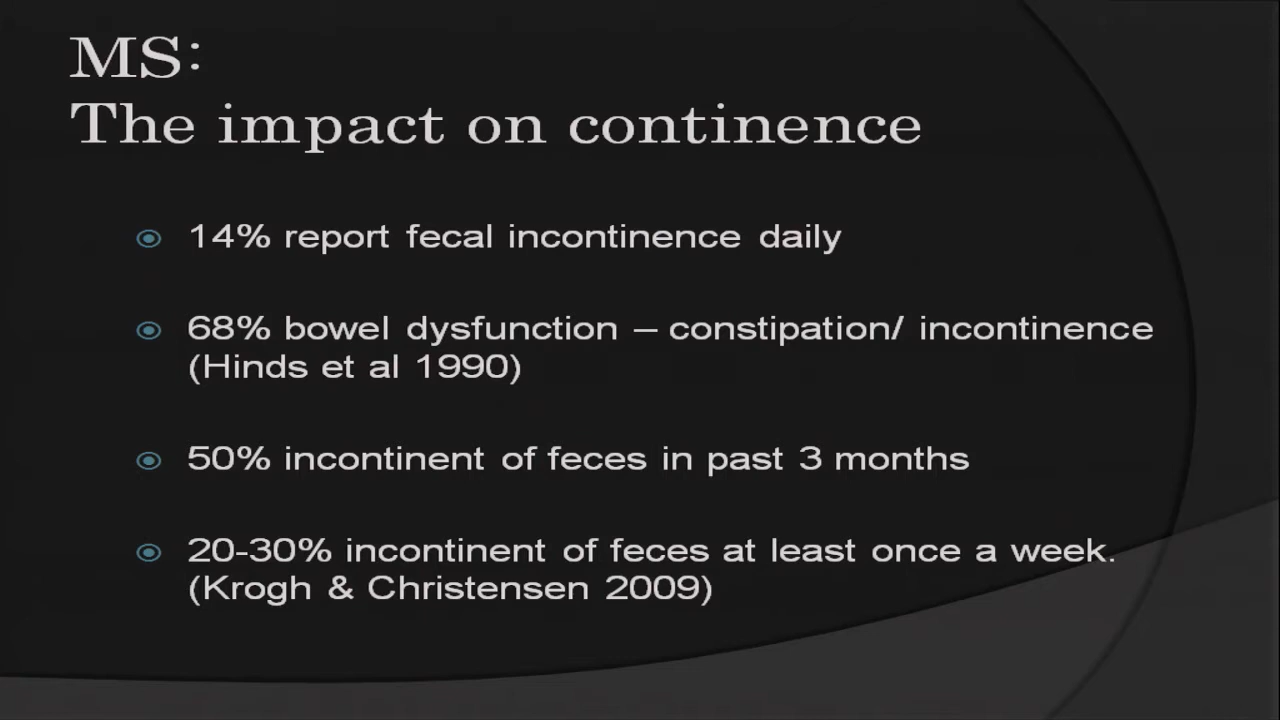 MS:
The impact on continence
14% report fecal incontinence daily
68% bowel dysfunction – constipation/ incontinence
(Hinds et al 1990)
50% incontinent of feces in past 3 months
20-30% incontinent of feces at least once a week.
(Krogh & Christensen 2009)